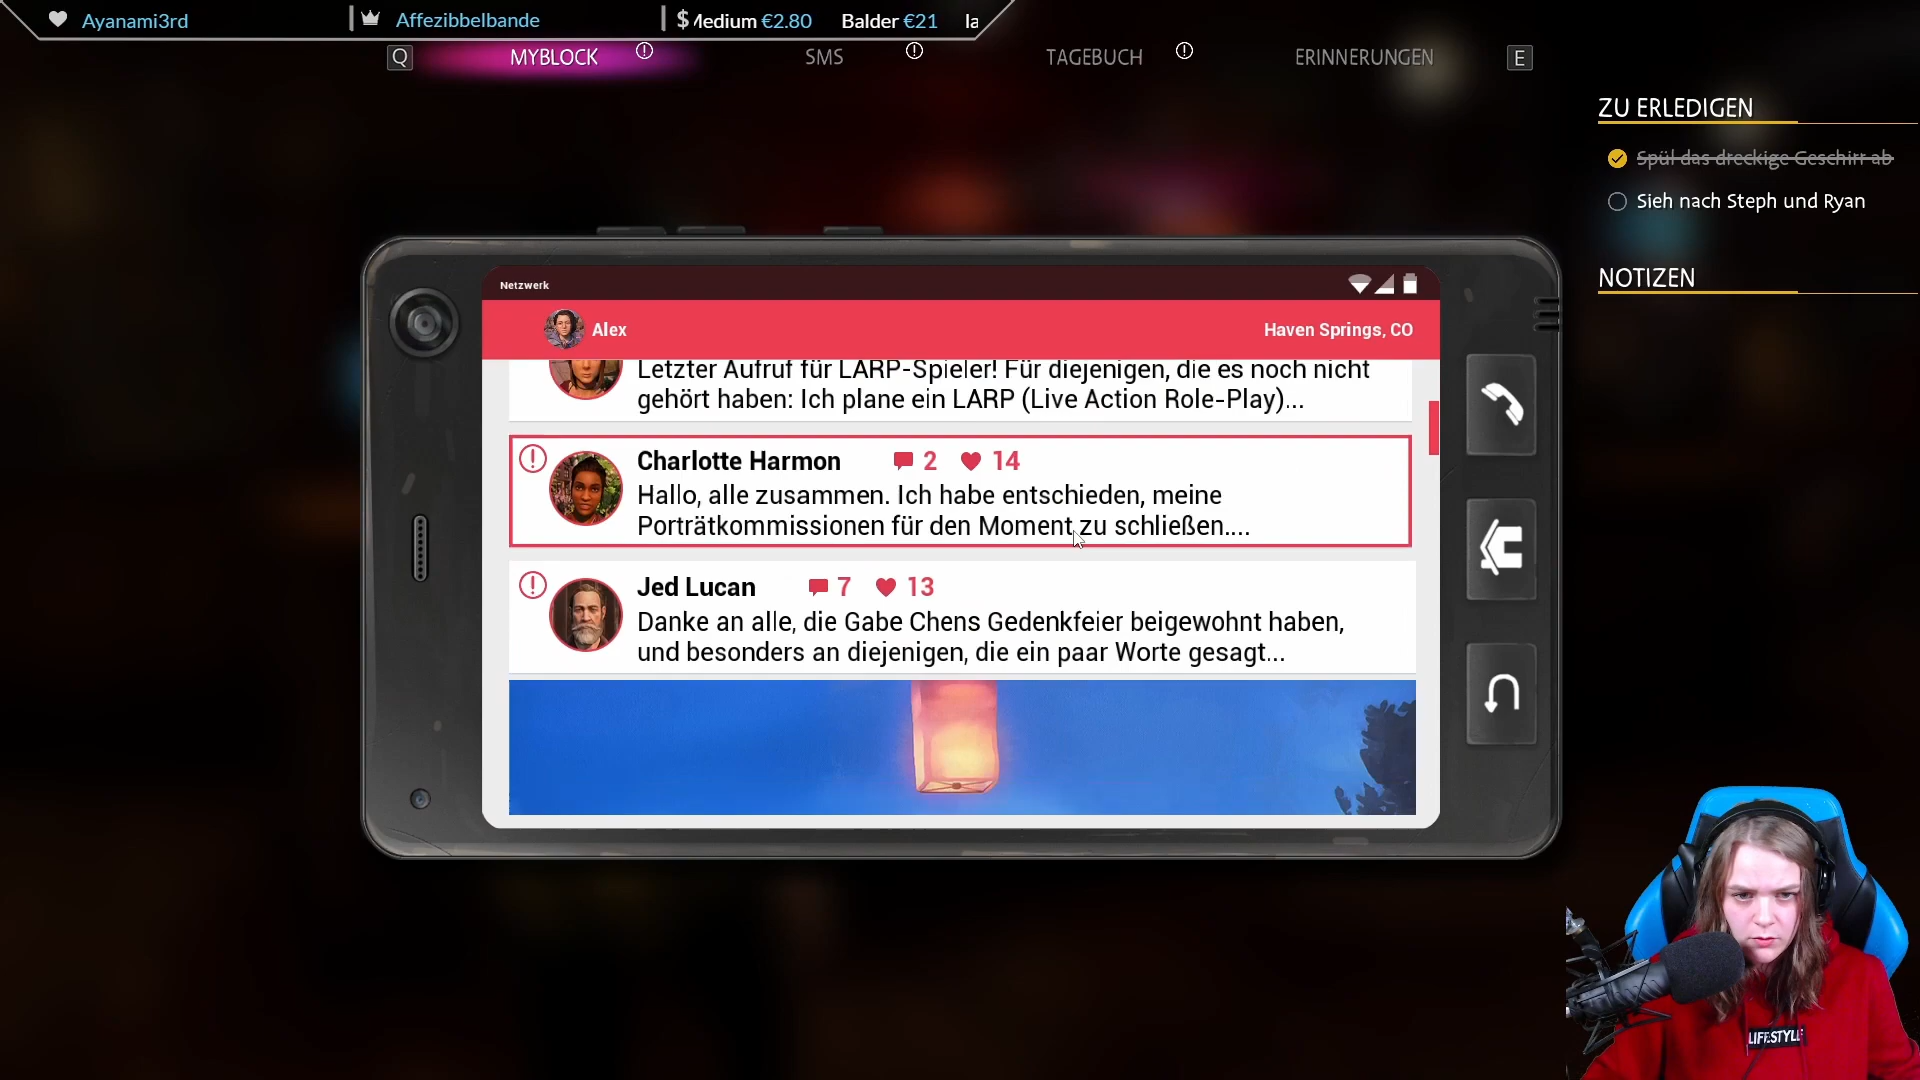 Ayanami3rd
Affezibbelbande
$ Medium €2.80 Balder €21 la
Q
MYBLOCK
SMS
TAGEBUCH
ERINNERUNGEN
E
ZU ERLEDIGEN
Spül das dreckige Geschirr ab
Sieh nach Steph und Ryan
NOTIZEN
Netzwerk
Alex
Haven Springs, CO
Letzter Aufruf für LARP-Spieler! Für diejenigen, die es noch nicht
gehört haben: Ich plane ein LARP (Live Action Role-Play)...
Charlotte Harmon 2 14
Hallo, alle zusammen. Ich habe entschieden, meine
Porträtkommissionen für den Moment zu schließen....
Jed Lucan 7 13
Danke an alle, die Gabe Chens Gedenkfeier beigewohnt haben,
und besonders an diejenigen, die ein paar Worte gesagt...
LIFESTYLE